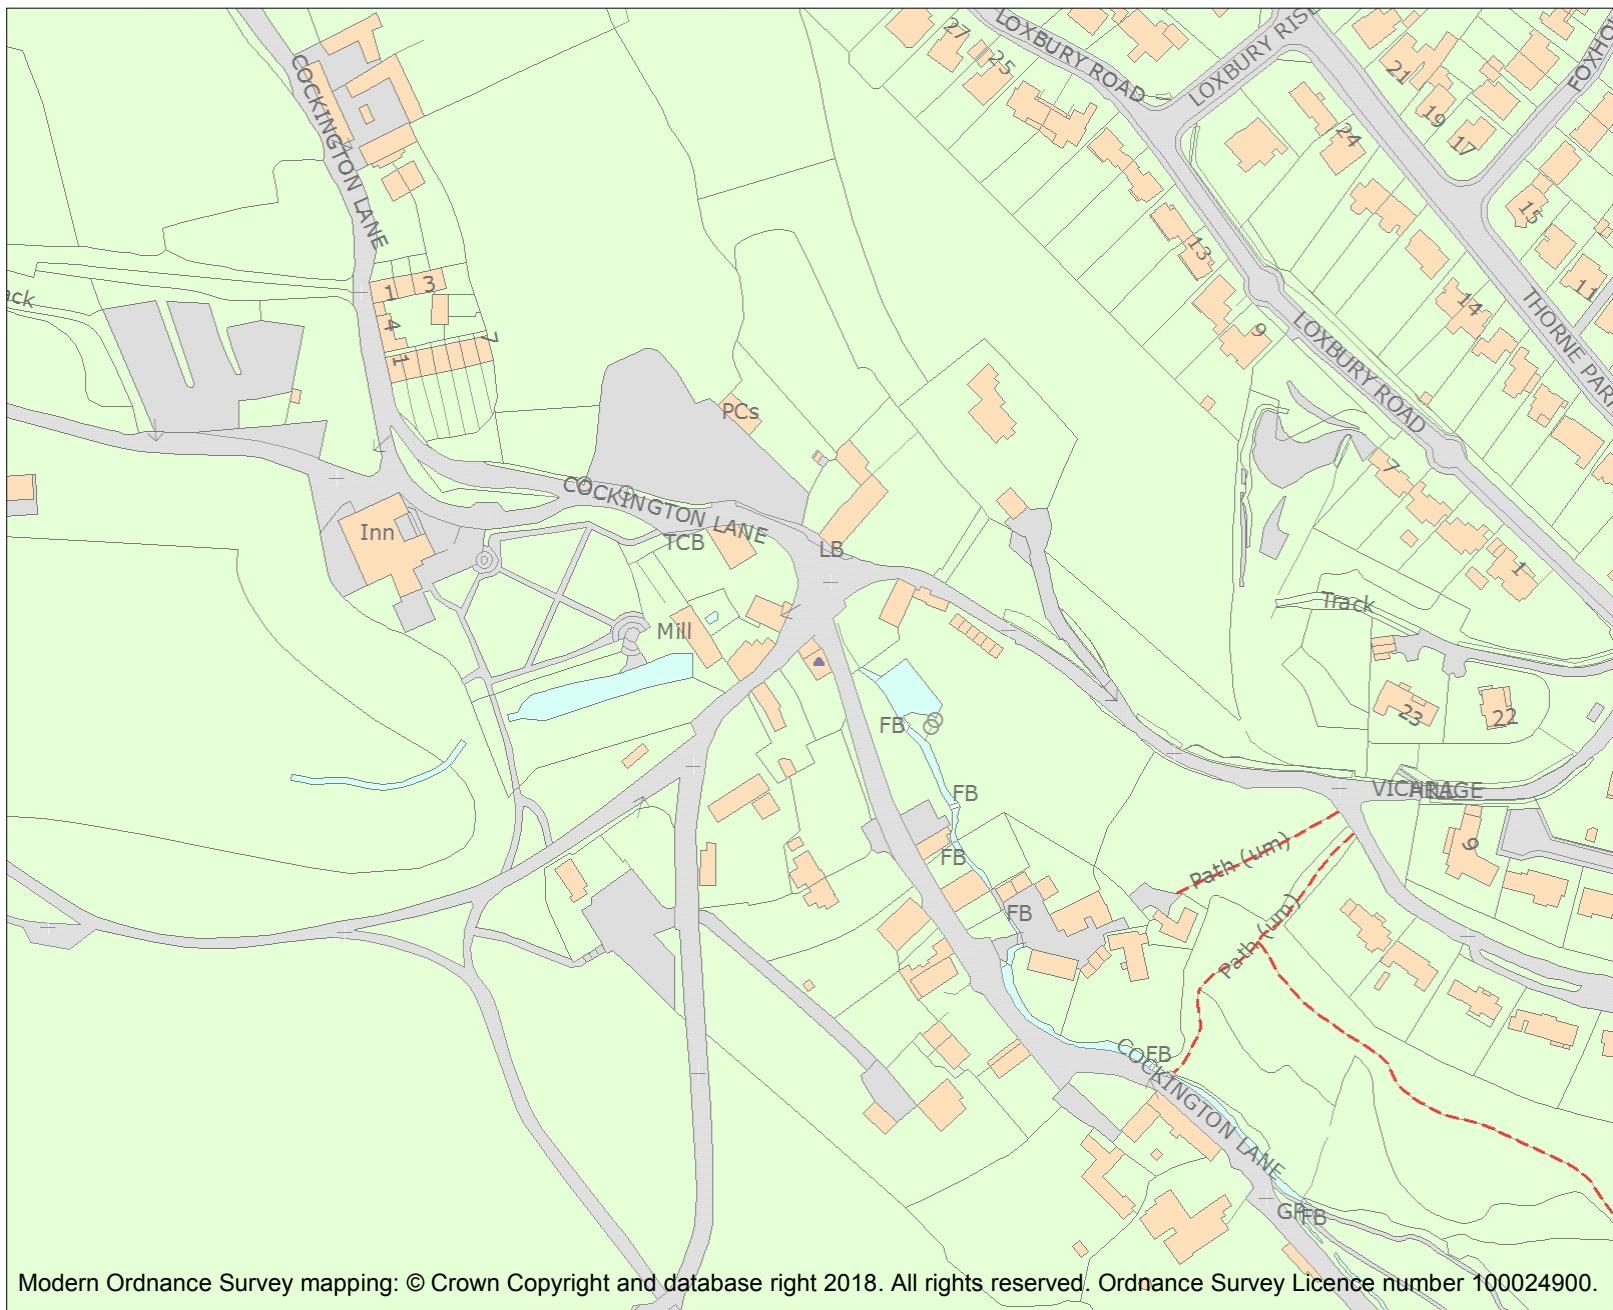 LOXBURY ROAD
LOXBURY RISE
27
25
21
19
17
24
15
13
11
COCKINGTON LANE
1
3
4
1
7
14
9
LOXBURY ROAD
THORNE PARK
PCs
7
COCKINGTON LANE
Inn
TCB
LB
1
Track
Mill
23
22
FB
FB
VICARAGE
9
FB
Path (um)
FB
Path (um)
COCKINGTON LANE
FB
GP
FB
Modern Ordnance Survey mapping: © Crown Copyright and database right 2018. All rights reserved. Ordnance Survey Licence number 100024900.